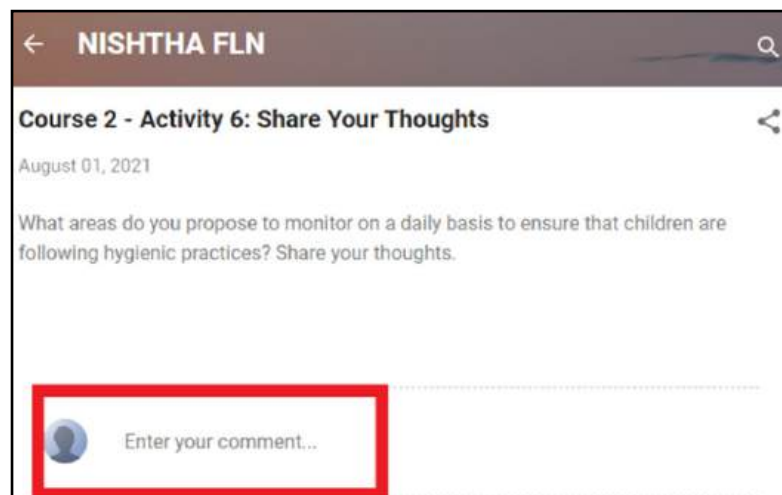 NISHTHA FLN
Course 2 - Activity 6: Share Your Thoughts
August 01, 2021
What areas do you propose to monitor on a daily basis to ensure that children are
following hygienic practices? Share your thoughts.
Enter your comment...